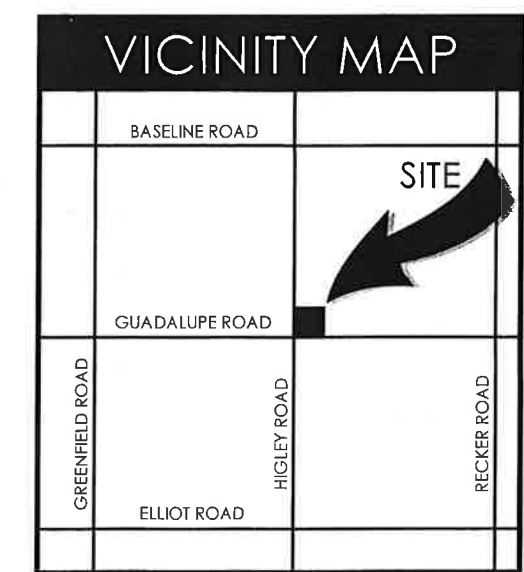 VICINITY MAP
BASELINE ROAD
SITE
GUADALUPE ROAD
GREENFIELD ROAD
HIGLEY ROAD
RECKER ROAD
ELLIOT ROAD